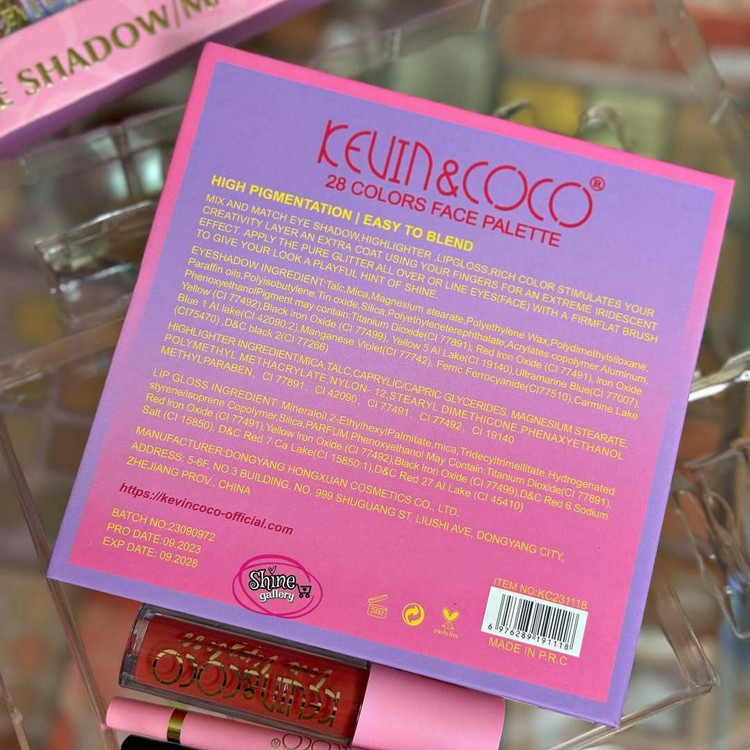 E SHADOW/M
KEVIN&COCO®
28 COLORS FACE PALETTE
HIGH PIGMENTATION | EASY TO BLEND
MIX AND MATCH EYE SHADOW,HIGHLIGHTER ,LIPGLOSS,RICH COLOR STIMULATES YOUR
CREATIVITY LAYER AN EXTRA COAT USING YOUR FINGERS FOR AN EXTREME IRIDESCENT
EFFECT. APPLY THE PURE GLITTER ALL OVER OR LINE EYES(FACE) WITH A FIRMFLAT BRUSH
TO GIVE YOUR LOOK A PLAYFUL HINT OF SHINE.
EYESHADOW INGREDIENT:Talc,Mica,Magnesium stearate,Polyethylene Wax,Polydimethylsiloxane,
Paraffin oils,Polyisobutylene,Tin oxide,Silica,Polyethyleneterephthalate,Acrylates copolymer,Aluminum,
PhenoxyethanolPigment may contain:Titanium Dioxide(CI 77891), Red Iron Oxide (CI 77491), Iron Oxide
Yellow (CI 77492),Black Iron Oxide (CI 77499), Yellow 5 Al Lake(CI 19140),Ultramarine Blue(CI 77007),
Blue 1 Al lake(CI 42090:2),Manganese Violet(CI 77742), Ferric Ferrocyanide(CI77510),Carmine Lake
(CI75470) ,D&C black 2(CI 77266)
HIGHLIGHTER INGREDIENT:MICA,TALC,CAPRYLIC/CAPRIC GLYCERIDES, MAGNESIUM STEARATE,
POLYMETHYL METHACRYLATE,NYLON- 12,STEARYL DIMETHICONE,PHENAXYETHANOL
METHYLPARABEN, CI 77891, CI 42090, CI 77491, CI 77492, CI 19140
LIP GLOSS INGREDIENT: Mineraloil 2-EthylhexylPalmitate,mica,Tridecyltrimellitate,Hydrogenated
styrene/isoprene Copolymer,Silica,PARFUM,Phenoxyethanol May Contain:Titanium Dioxide(CI 77891),
Red Iron Oxide (CI 77491),Yellow Iron Oxide (CI 77492),Black Iron Oxide (CI 77499),D&C Red 6 Sodium
Salt (CI 15850), D&C Red 7 Ca Lake(CI 15850:1),D&C Red 27 Al Lake (CI 45410)
MANUFACTURER:DONGYANG HONGXUAN COSMETICS CO., LTD.
ADDRESS: 5-6F, NO 3 BUILDING, NO. 999 SHUGUANG ST, LIUSHI AVE, DONGYANG CITY,
ZHEJIANG PROV., CHINA
https://kevincoco-official.com
BATCH NO:23090972
PRO DATE:09.2023
EXP DATE: 09.2028
Shine
gallery
ITEM NO:KC231118
6 976289 191118
MADE IN P.R.C
KEVIN&COCO